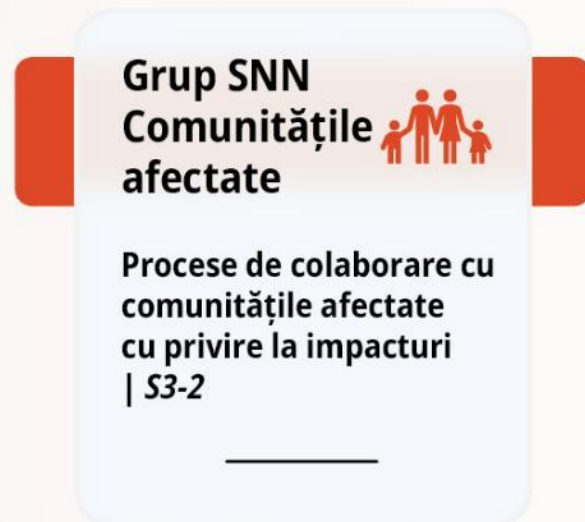 Grup SNN
Comunitățile
afectate
Procese de colaborare cu
comunitățile afectate
cu privire la impacturi
| S3-2